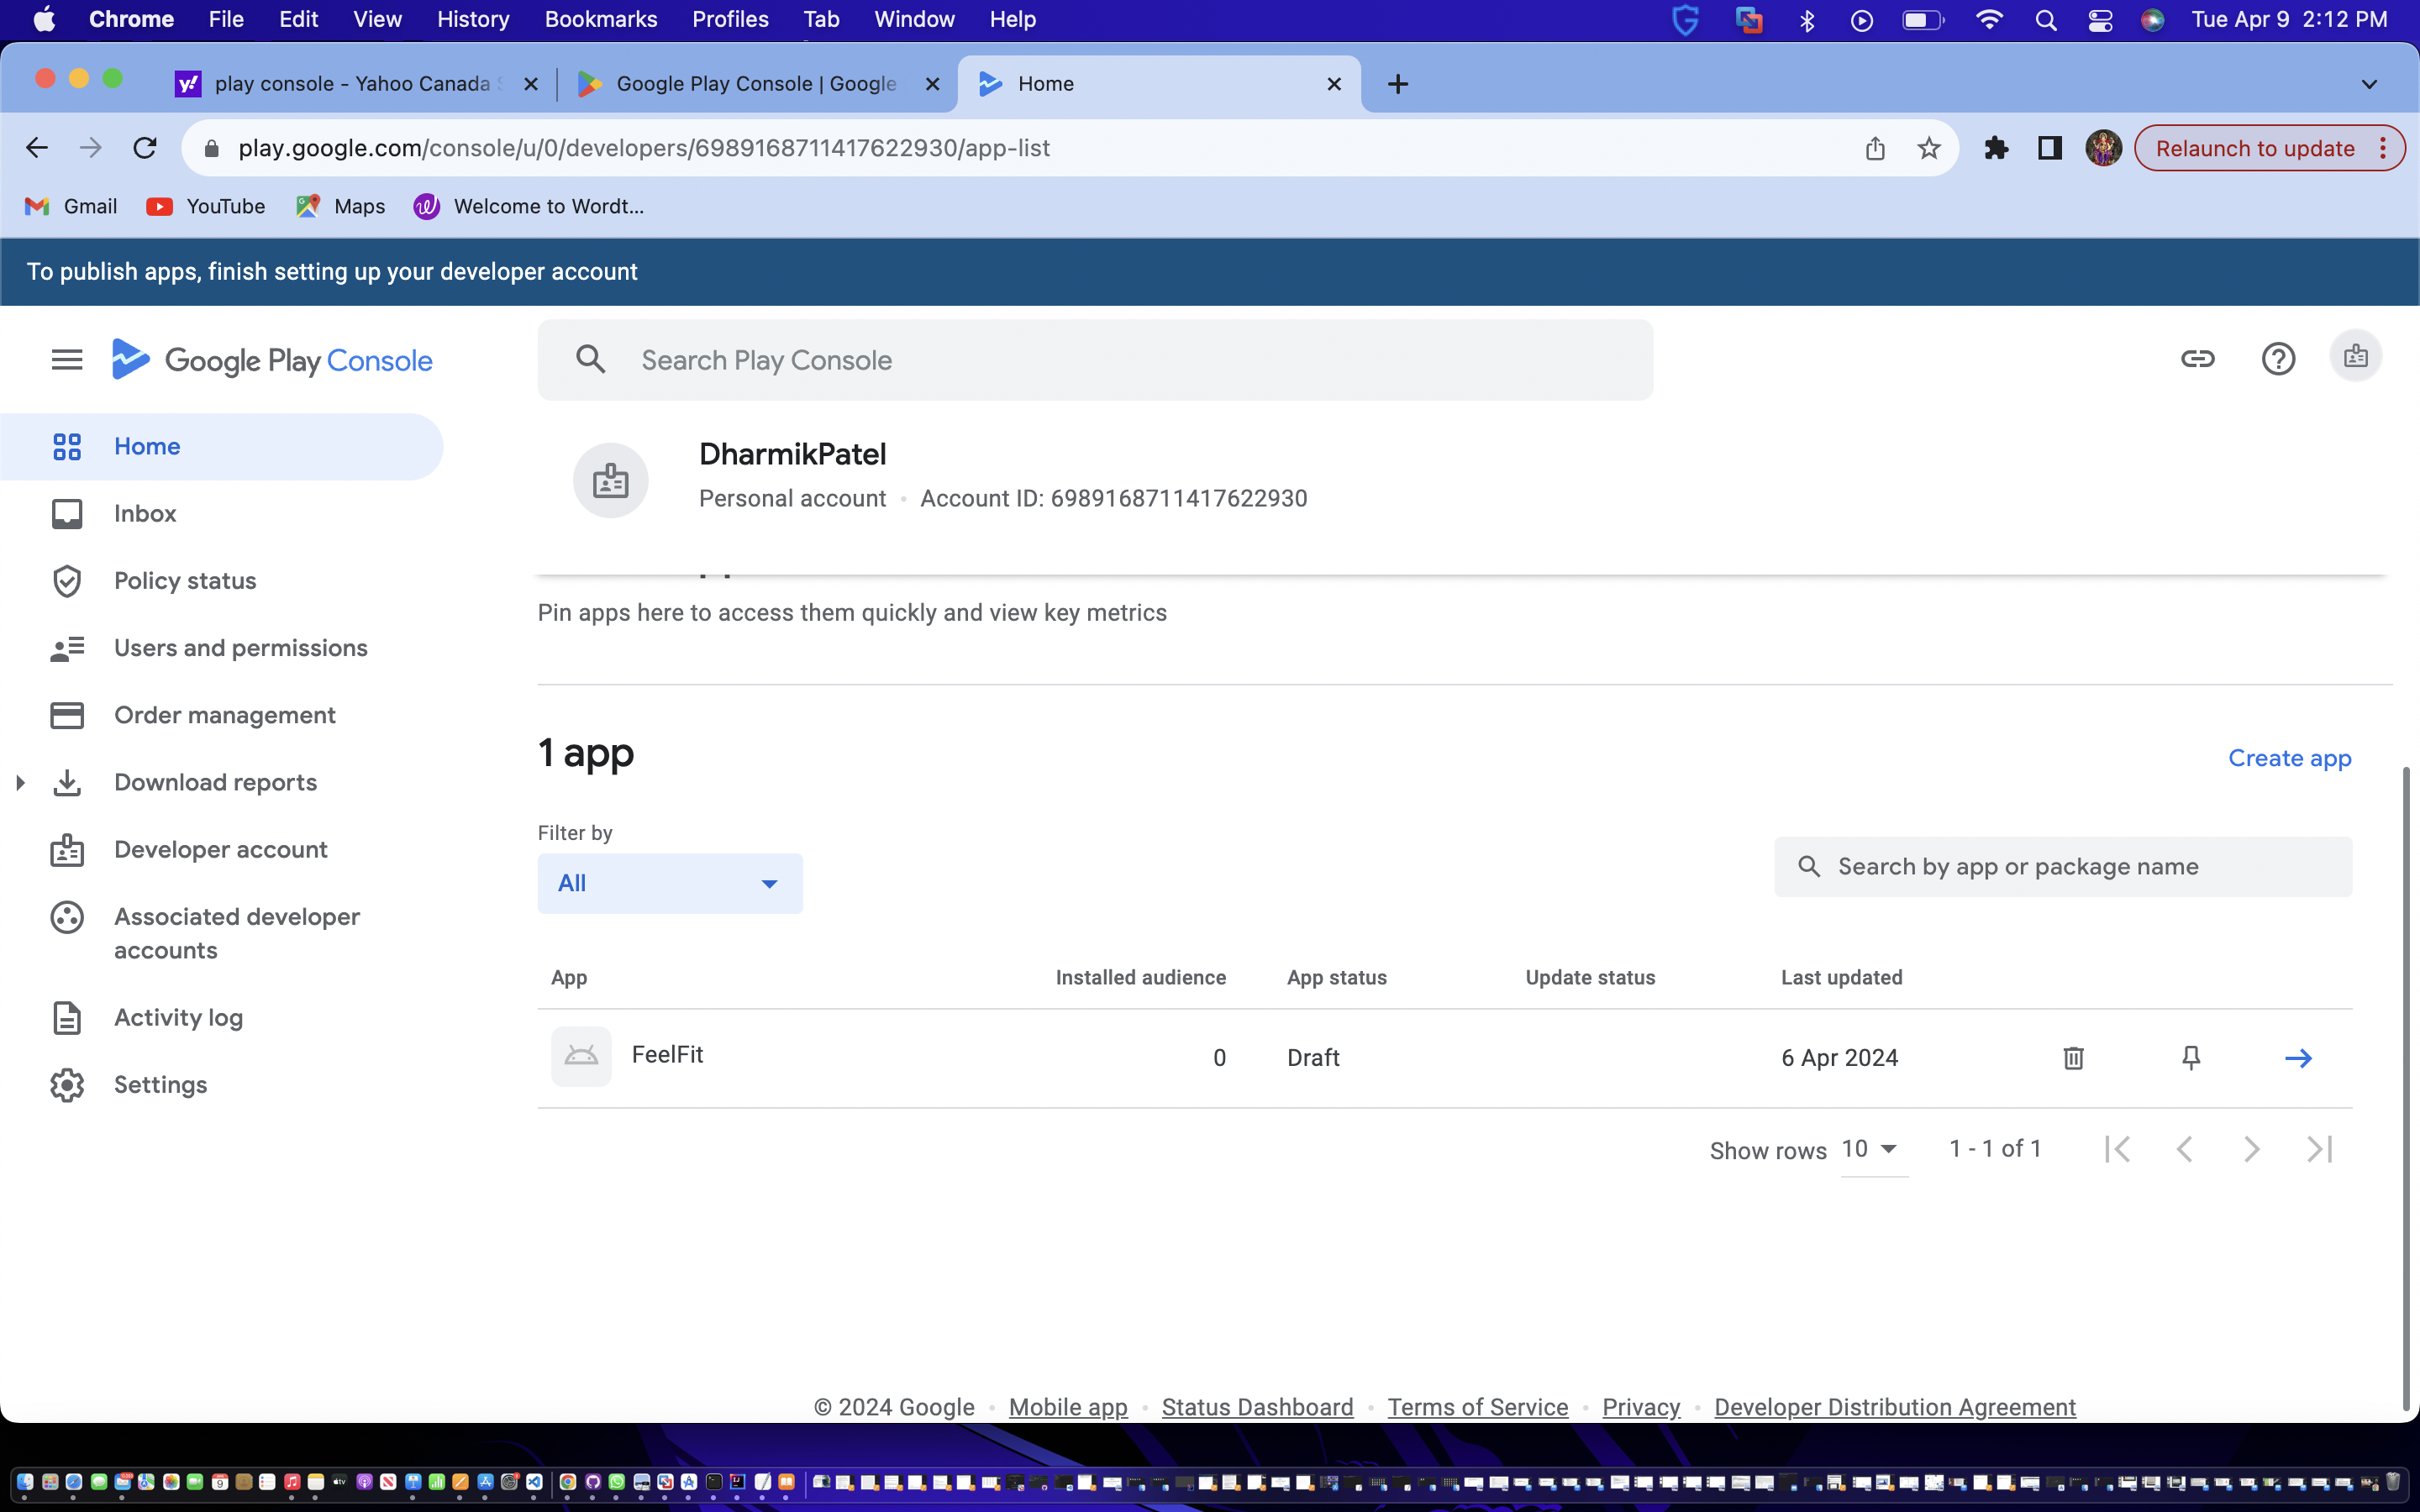 Chrome File Edit View History Bookmarks Profiles Tab Window Help Tue Apr 9 2:12 PM
play console - Yahoo Canada Google Play Console | Google Home
play.google.com/console/u/0/developers/6989168711417622930/app-list Relaunch to update
Gmail YouTube Maps Welcome to Wordt...
To publish apps, finish setting up your developer account
Google Play Console
Search Play Console
DharmikPatel
Personal account • Account ID: 6989168711417622930
Home
Inbox
Policy status
Users and permissions
Order management
Download reports
Developer account
Associated developer
accounts
Activity log
Settings
Pin apps here to access them quickly and view key metrics
1 app
Create app
Filter by
All
Search by app or package name
App Installed audience App status Update status Last updated
FeelFit 0 Draft 6 Apr 2024
Show rows 10 1 - 1 of 1
© 2024 Google • Mobile app • Status Dashboard • Terms of Service • Privacy • Developer Distribution Agreement